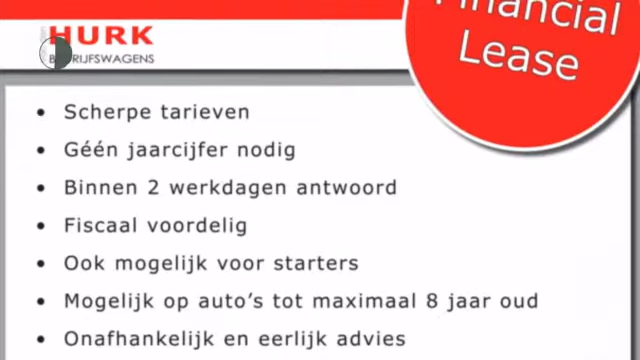 HURK
BEDRIJFSWAGENS
Financial
Lease
• Scherpe tarieven
• Géén jaarcijfer nodig
• Binnen 2 werkdagen antwoord
• Fiscaal voordelig
• Ook mogelijk voor starters
• Mogelijk op auto's tot maximaal 8 jaar oud
• Onafhankelijk en eerlijk advies